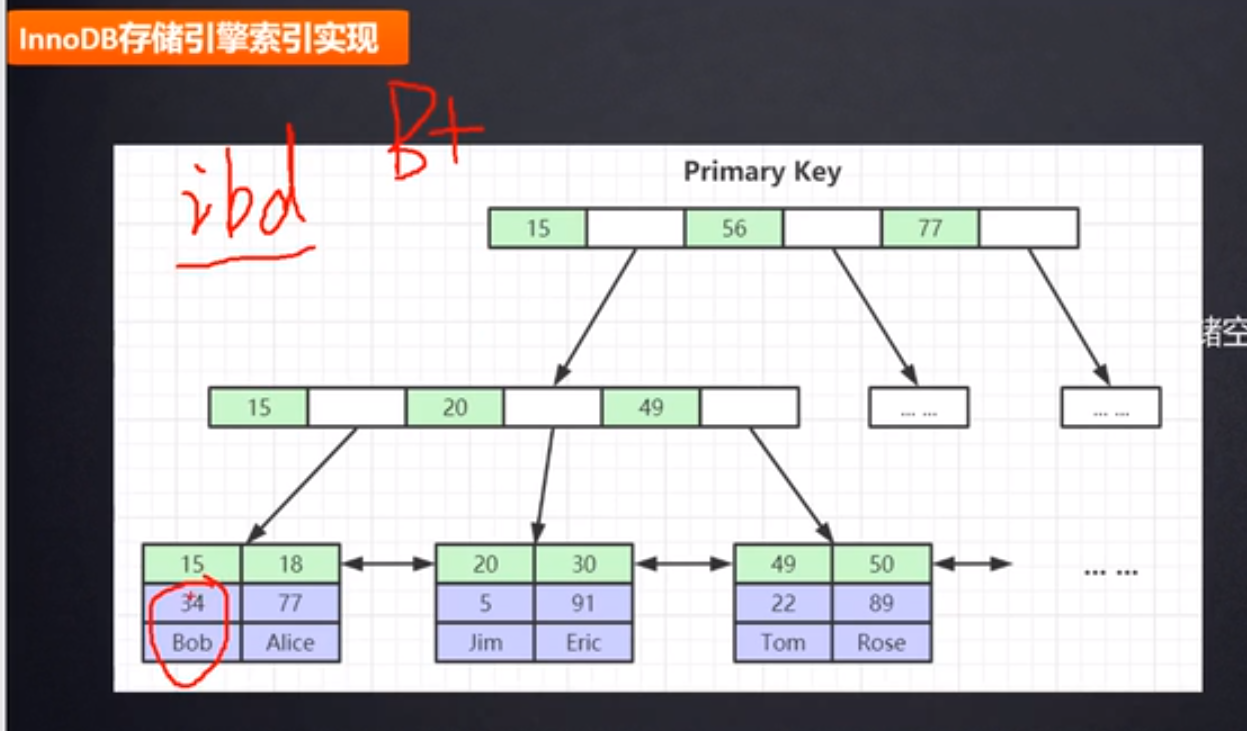 InnoDB存储引擎索引实现
B+
ibd
Primary Key
15 56 77
储空
15 20 49 ... ... ... ...
15 18 20 30 49 50 ... ...
34 77 5 91 22 89
Bob Alice Jim Eric Tom Rose